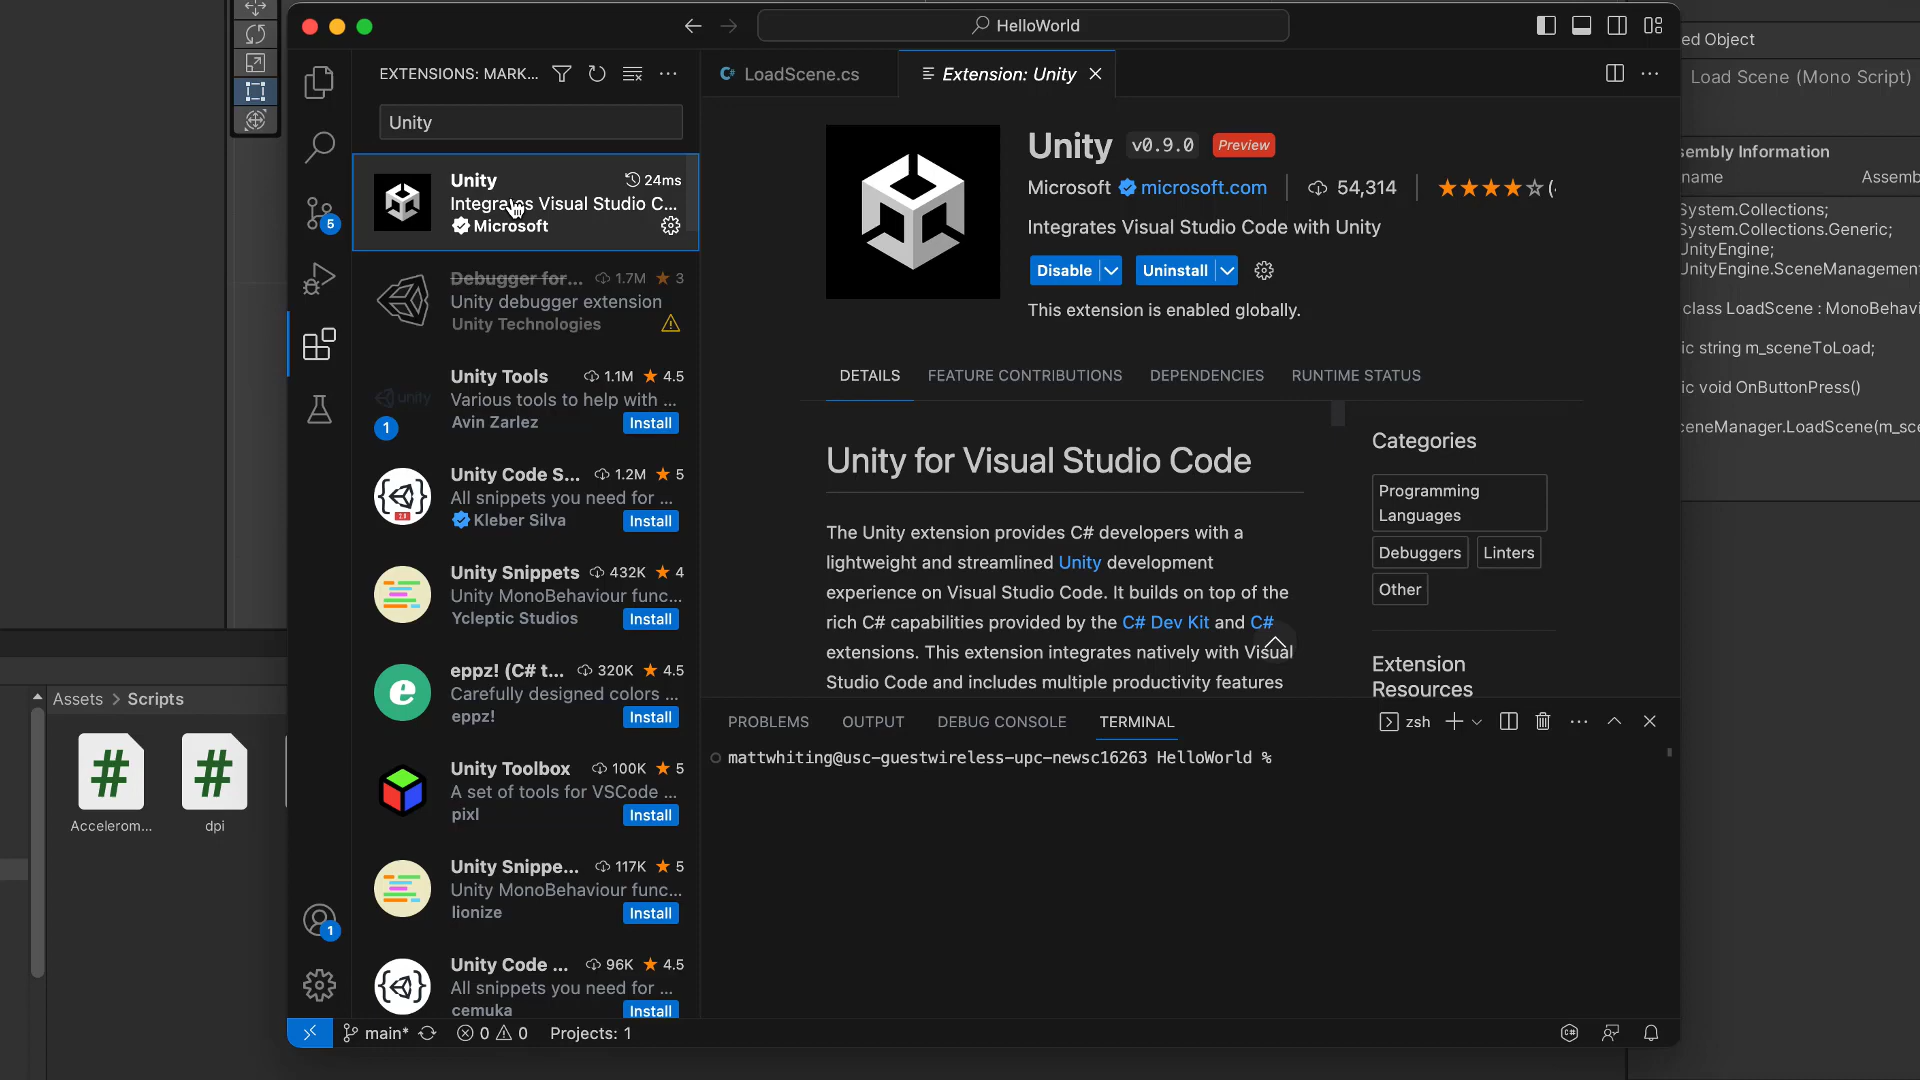 HelloWorld
EXTENSIONS: MARK...
Unity
Unity
24ms
Integrates Visual Studio C...
Microsoft
Debugger for... 1.7M 3
Unity debugger extension
Unity Technologies
Unity Tools 1.1M 4.5
Various tools to help with ...
Avin Zarlez
Install
1
Unity Code S... 1.2M 5
All snippets you need for ...
Kleber Silva
Install
Unity Snippets 432K 4
Unity MonoBehaviour func...
Ycleptic Studios
Install
eppz! (C# t... 320K 4.5
Carefully designed colors ...
eppz!
Install
Unity Toolbox 100K 5
A set of tools for VSCode ...
pixl
Install
Unity Snippe... 117K 5
Unity MonoBehaviour func...
lionize
Install
Unity Code ... 96K 4.5
All snippets you need for ...
cemuka
Install
5
1
LoadScene.cs
Extension: Unity
Unity v0.9.0 Preview
Microsoft microsoft.com 54,314
Integrates Visual Studio Code with Unity
Disable Uninstall
This extension is enabled globally.
DETAILS FEATURE CONTRIBUTIONS DEPENDENCIES RUNTIME STATUS
Unity for Visual Studio Code
The Unity extension provides C# developers with a
lightweight and streamlined Unity development
experience on Visual Studio Code. It builds on top of the
rich C# capabilities provided by the C# Dev Kit and C#
extensions. This extension integrates natively with Visual
Studio Code and includes multiple productivity features
Categories
Programming
Languages
Debuggers
Linters
Other
Extension
Resources
PROBLEMS OUTPUT DEBUG CONSOLE TERMINAL
zsh
mattwhiting@usc-guestwireless-upc-newsc16263 HelloWorld %
main* 0 0 Projects: 1
Assets > Scripts
Accelerom...
dpi
ed Object
Load Scene (Mono Script)
sembly Information
name
Assemb
System.Collections;
System.Collections.Generic;
UnityEngine;
UnityEngine.SceneManagement
class LoadScene : MonoBehavi
ic string m_sceneToLoad;
ic void OnButtonPress()
ceneManager.LoadScene(m_sce